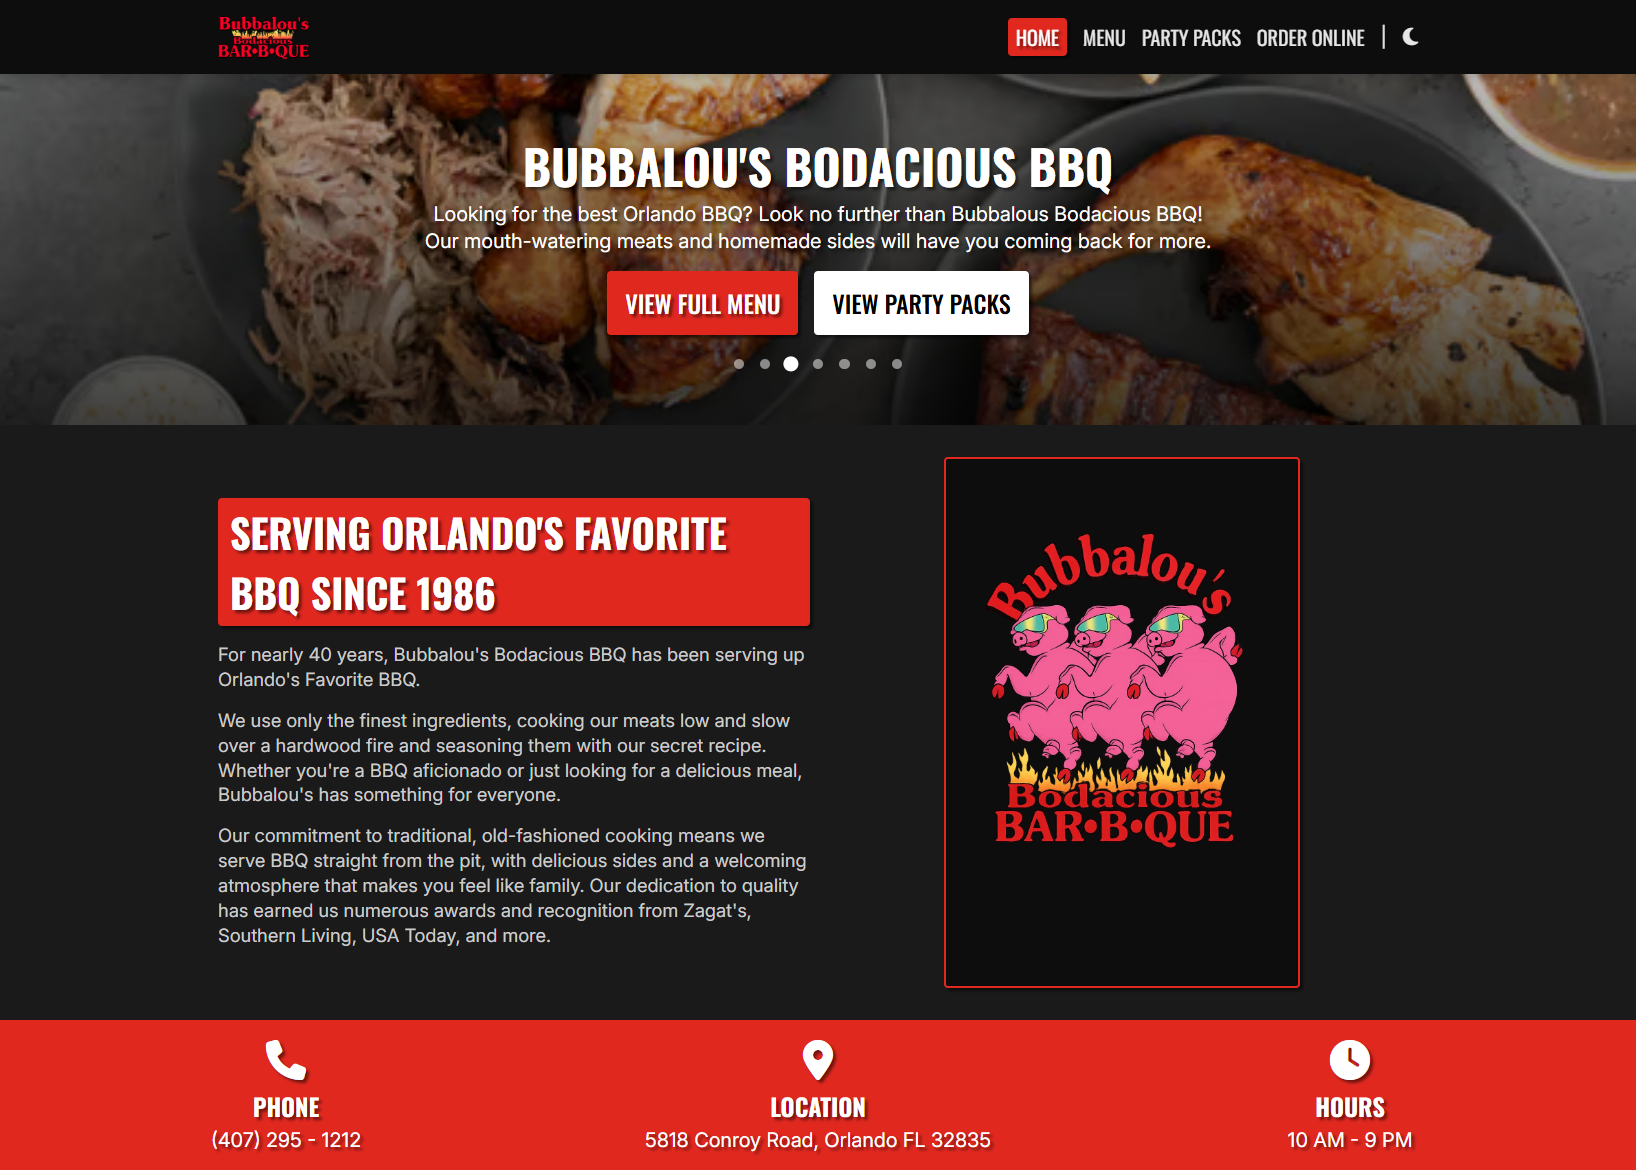 Bubbalou's
Bodacious
BAR•B•QUE
HOME MENU PARTY PACKS ORDER ONLINE
BUBBALOU'S BODACIOUS BBQ
Looking for the best Orlando BBQ? Look no further than Bubbalous Bodacious BBQ!
Our mouth-watering meats and homemade sides will have you coming back for more.
VIEW FULL MENU VIEW PARTY PACKS
SERVING ORLANDO'S FAVORITE
BBQ SINCE 1986
For nearly 40 years, Bubbalou's Bodacious BBQ has been serving up
Orlando's Favorite BBQ.
We use only the finest ingredients, cooking our meats low and slow
over a hardwood fire and seasoning them with our secret recipe.
Whether you're a BBQ aficionado or just looking for a delicious meal,
Bubbalou's has something for everyone.
Our commitment to traditional, old-fashioned cooking means we
serve BBQ straight from the pit, with delicious sides and a welcoming
atmosphere that makes you feel like family. Our dedication to quality
has earned us numerous awards and recognition from Zagat's,
Southern Living, USA Today, and more.
Bubbalou's
Bodacious
BAR•B•QUE
PHONE
(407) 295 - 1212
LOCATION
5818 Conroy Road, Orlando FL 32835
HOURS
10 AM - 9 PM